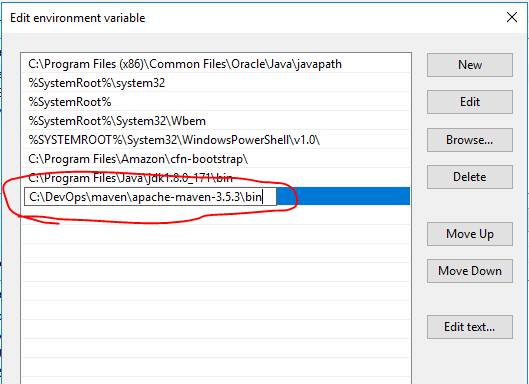 Edit environment variable
C:\Program Files (x86)\Common Files\Oracle\Java\javapath
%SystemRoot%\system32
%SystemRoot%
%SystemRoot%\System32\Wbem
%SYSTEMROOT%\System32\WindowsPowerShell\v1.0\
C:\Program Files\Amazon\cfn-bootstrap\
C:\Program Files\Java\jdk1.8.0_171\bin
C:\DevOps\maven\apache-maven-3.5.3\bin
New
Edit
Browse...
Delete
Move Up
Move Down
Edit text...